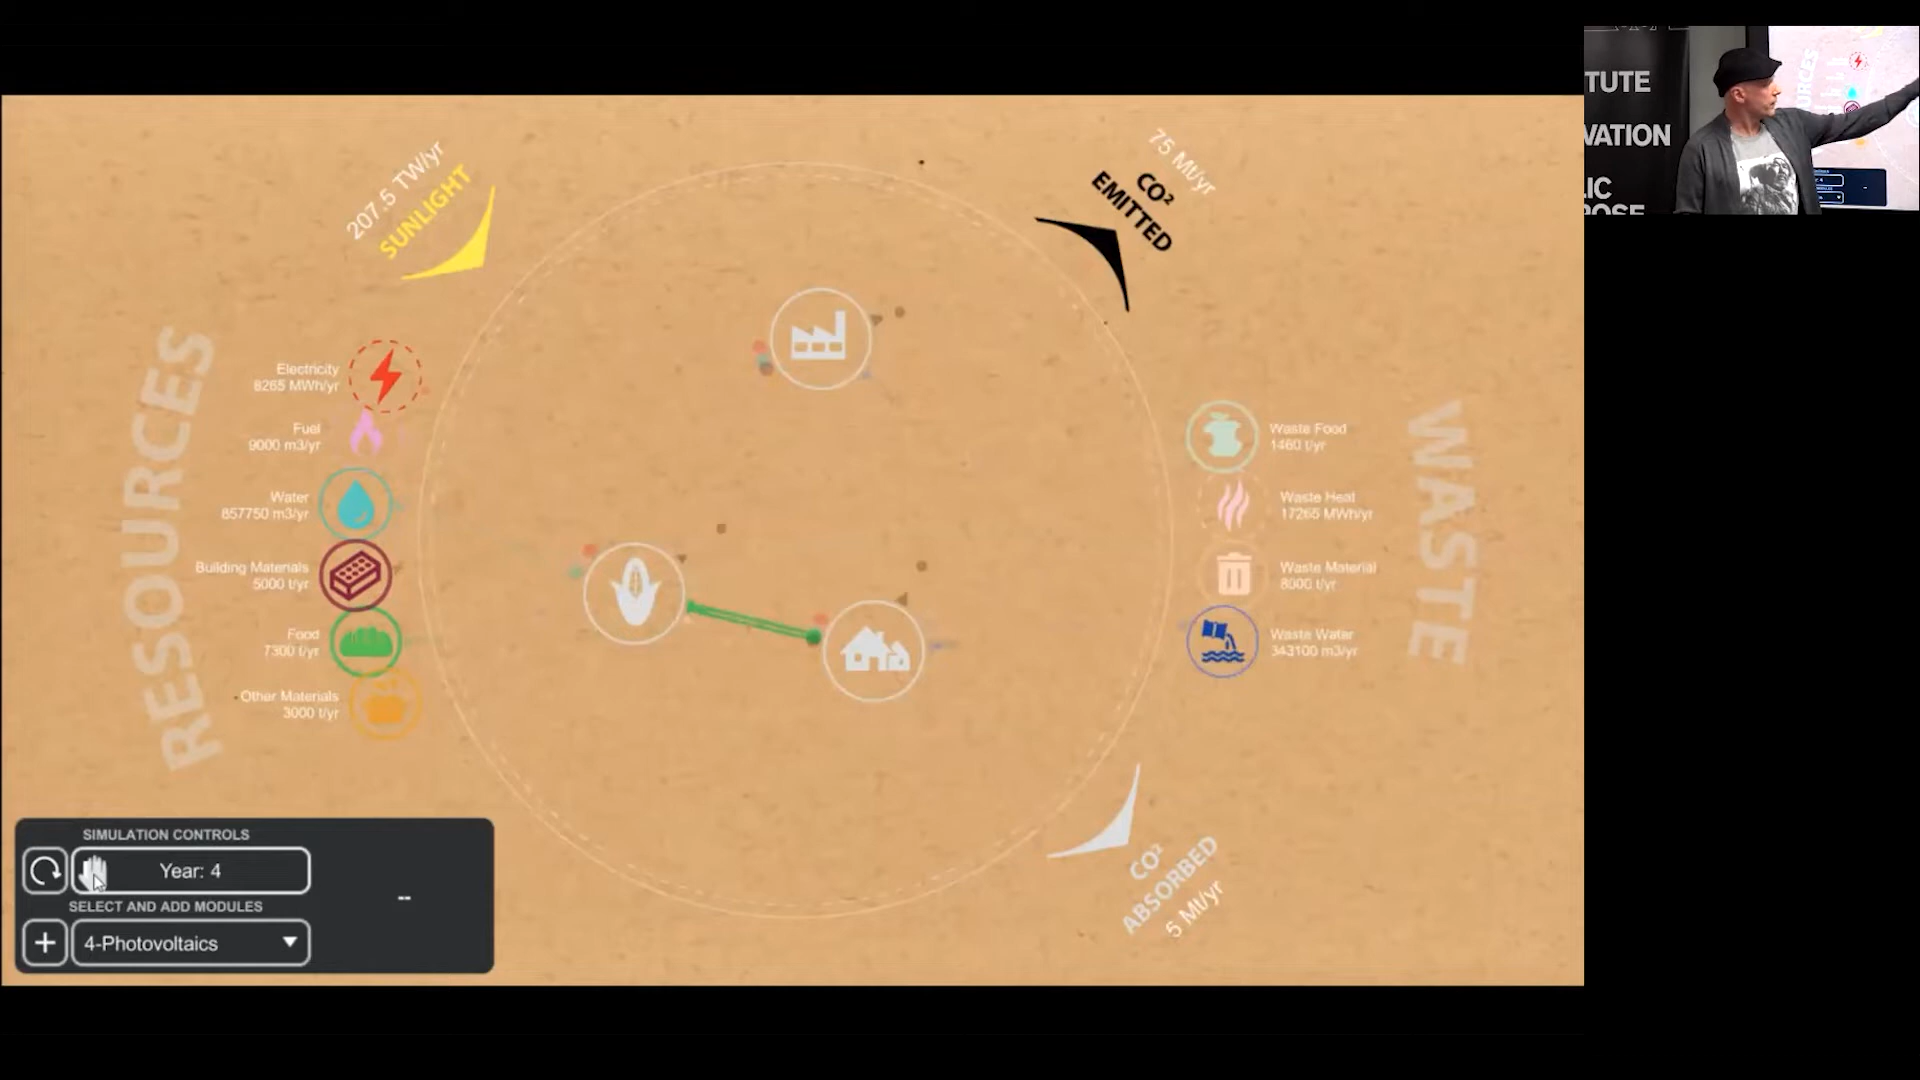 207.5 TW/yr
SUNLIGHT
75 Mt/yr
CO²
EMITTED
RESOURCES
Electricity
8265 MWh/yr
Fuel
9000 m3/yr
Water
857750 m3/yr
Building Materials
5000 t/yr
Food
7300 t/yr
Other Materials
3000 t/yr
WASTE
Waste Food
1460 t/yr
Waste Heat
17265 MWh/yr
Waste Material
8000 t/yr
Waste Water
343100 m3/yr
CO²
ABSORBED
5 Mt/yr
SIMULATION CONTROLS
Year: 4
SELECT AND ADD MODULES
4-Photovoltaics
--
TUTE
VATION
LIC
POSE
URCES